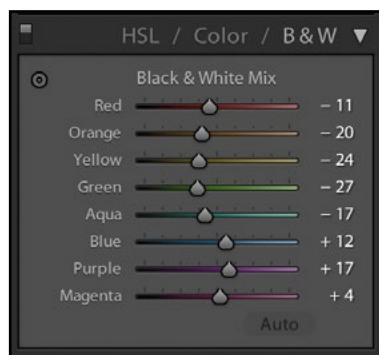 HSL / Color / B & W ▼
Black & White Mix
Red – 11
Orange – 20
Yellow – 24
Green – 27
Aqua – 17
Blue + 12
Purple + 17
Magenta + 4
Auto